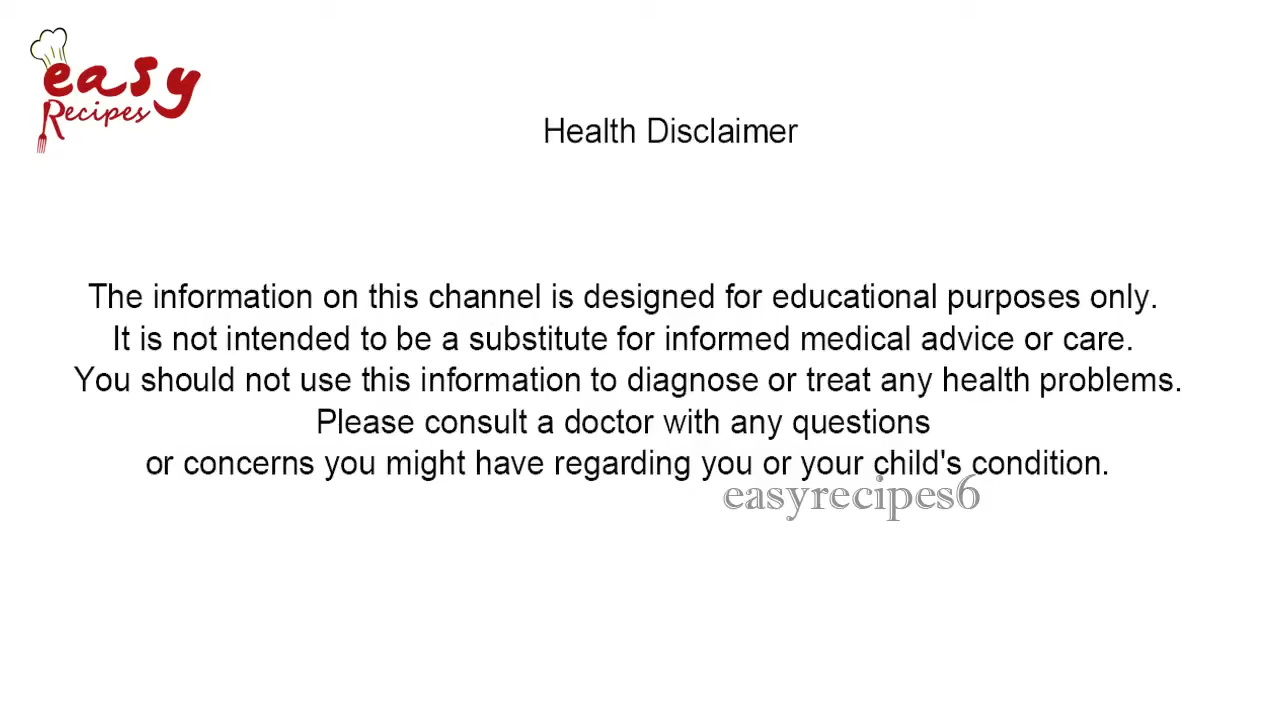 easy
Recipes
Health Disclaimer
The information on this channel is designed for educational purposes only.
It is not intended to be a substitute for informed medical advice or care.
You should not use this information to diagnose or treat any health problems.
Please consult a doctor with any questions
or concerns you might have regarding you or your child's condition.
easyrecipes6